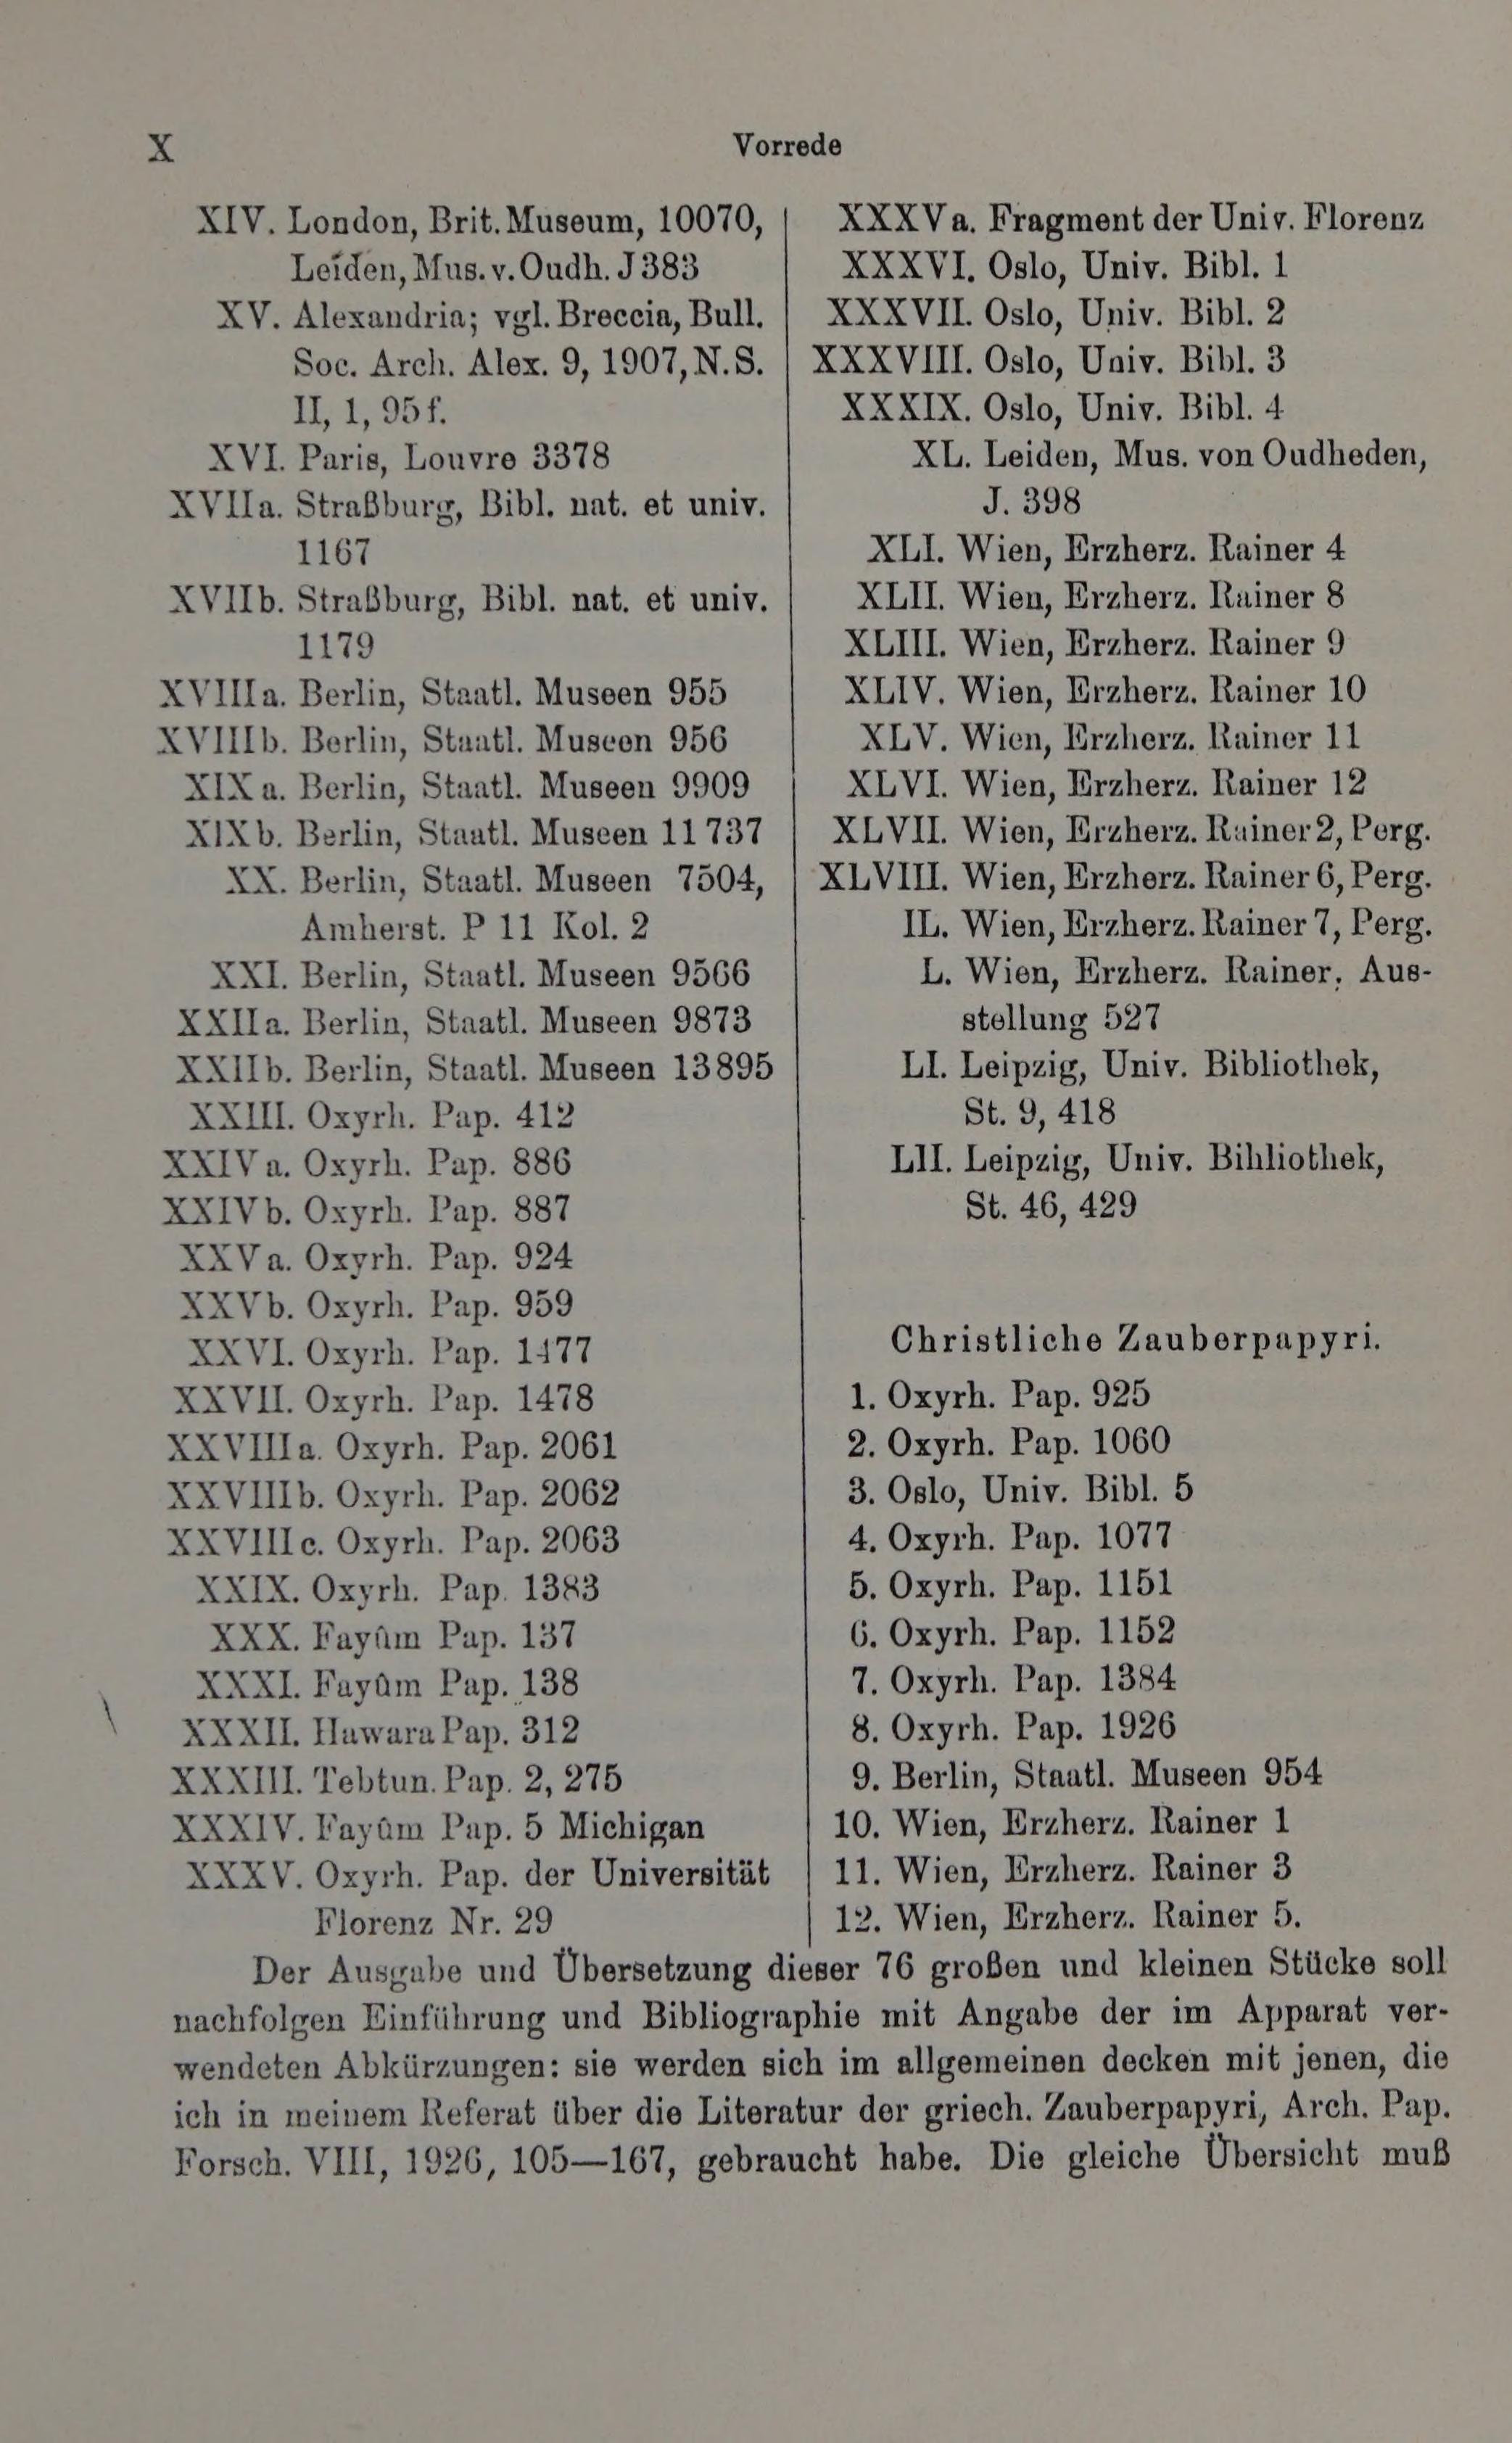 X
Vorrede
XIV. London, Brit. Museum, 10070,
Leiden, Mus. v. Oudh. J 383
XV. Alexandria; vgl. Breccia, Bull.
Soc. Arch. Alex. 9, 1907, N.S.
II, 1, 95 f.
XVI. Paris, Louvre 3378
XVIIa. Straßburg, Bibl. nat. et univ.
1167
XVIIb. Straßburg, Bibl. nat. et univ.
1179
XVIIIa. Berlin, Staatl. Museen 955
XVIIIb. Berlin, Staatl. Museen 956
XIXa. Berlin, Staatl. Museen 9909
XIXb. Berlin, Staatl. Museen 11 737
XX. Berlin, Staatl. Museen 7504,
Amherst. P 11 Kol. 2
XXI. Berlin, Staatl. Museen 9566
XXIIa. Berlin, Staatl. Museen 9873
XXIIb. Berlin, Staatl. Museen 13 895
XXIII. Oxyrh. Pap. 412
XXIVa. Oxyrh. Pap. 886
XXIVb. Oxyrh. Pap. 887
XXVa. Oxyrh. Pap. 924
XXVb. Oxyrh. Pap. 959
XXVI. Oxyrh. Pap. 1477
XXVII. Oxyrh. Pap. 1478
XXVIIIa. Oxyrh. Pap. 2061
XXVIIIb. Oxyrh. Pap. 2062
XXVIIIc. Oxyrh. Pap. 2063
XXIX. Oxyrh. Pap. 1383
XXX. Fayûm Pap. 137
XXXI. Fayûm Pap. 138
XXXII. Hawara Pap. 312
XXXIII. Tebtun. Pap. 2, 275
XXXIV. Fayûm Pap. 5 Michigan
XXXV. Oxyrh. Pap. der Universität
Florenz Nr. 29
XXXVa. Fragment der Univ. Florenz
XXXVI. Oslo, Univ. Bibl. 1
XXXVII. Oslo, Univ. Bibl. 2
XXXVIII. Oslo, Univ. Bibl. 3
XXXIX. Oslo, Univ. Bibl. 4
XL. Leiden, Mus. von Oudheden,
J. 398
XLI. Wien, Erzherz. Rainer 4
XLII. Wien, Erzherz. Rainer 8
XLIII. Wien, Erzherz. Rainer 9
XLIV. Wien, Erzherz. Rainer 10
XLV. Wien, Erzherz. Rainer 11
XLVI. Wien, Erzherz. Rainer 12
XLVII. Wien, Erzherz. Rainer 2, Perg.
XLVIII. Wien, Erzherz. Rainer 6, Perg.
IL. Wien, Erzherz. Rainer 7, Perg.
L. Wien, Erzherz. Rainer, Aus-
stellung 527
LI. Leipzig, Univ. Bibliothek,
St. 9, 418
LII. Leipzig, Univ. Bibliothek,
St. 46, 429
Christliche Zauberpapyri.
1. Oxyrh. Pap. 925
2. Oxyrh. Pap. 1060
3. Oslo, Univ. Bibl. 5
4. Oxyrh. Pap. 1077
5. Oxyrh. Pap. 1151
6. Oxyrh. Pap. 1152
7. Oxyrh. Pap. 1384
8. Oxyrh. Pap. 1926
9. Berlin, Staatl. Museen 954
10. Wien, Erzherz. Rainer 1
11. Wien, Erzherz. Rainer 3
12. Wien, Erzherz. Rainer 5.
Der Ausgabe und Übersetzung dieser 76 großen und kleinen Stücke soll
nachfolgen Einführung und Bibliographie mit Angabe der im Apparat ver-
wendeten Abkürzungen: sie werden sich im allgemeinen decken mit jenen, die
ich in meinem Referat über die Literatur der griech. Zauberpapyri, Arch. Pap.
Forsch. VIII, 1926, 105—167, gebraucht habe. Die gleiche Übersicht muß